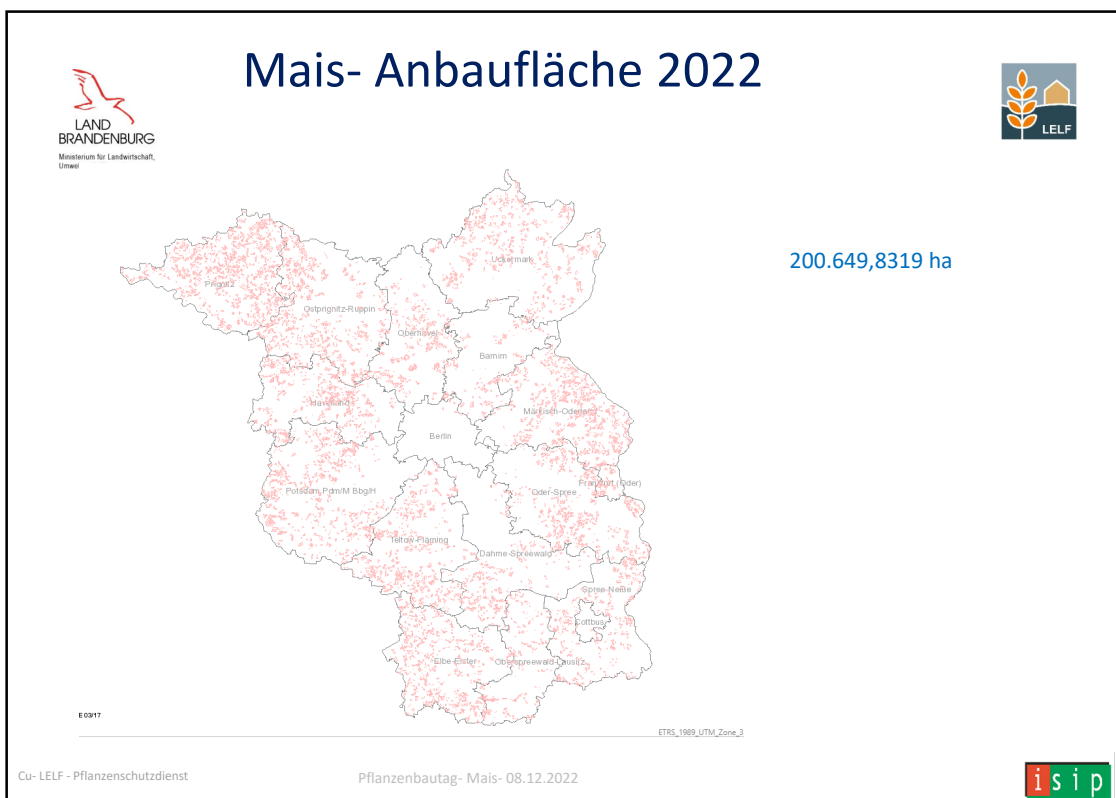 Mais- Anbaufläche 2022
LAND
BRANDENBURG
Ministerium für Landwirtschaft,
Umwel
LELF
200.649,8319 ha
Uckermark
Prignitz
Ostprignitz-Ruppin
Oberhavel
Barnim
Havelland
Märkisch-Oderland
Berlin
Potsdam Pdm/M Bbg/H
Oder-Spree
Frankfurt (Oder)
Teltow-Fläming
Dahme-Spreewald
Spree-Neiße
Cottbus
Elbe-Elster
Oberspreewald-Lausitz
E 03/17
ETRS_1989_UTM_Zone_3
Cu- LELF - Pflanzenschutzdienst
Pflanzenbautag- Mais- 08.12.2022
isip